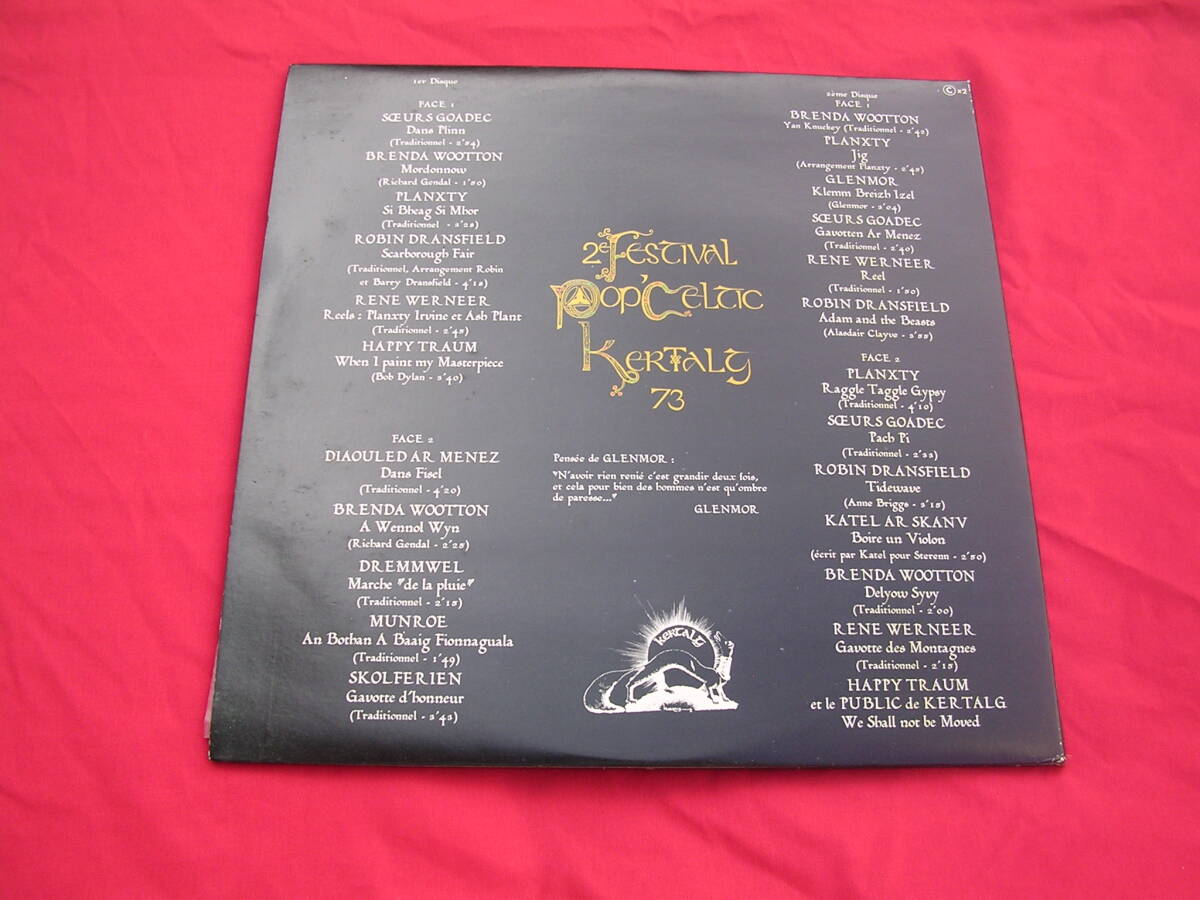 1er Disque
FACE 1
SŒURS GOADEC
Dans Plinn
(Traditionnel - 2'54)
BRENDA WOOTTON
Mordonnow
(Richard Gendal - 1'50)
PLANXTY
Si Bheag Si Mhor
(Traditionnel - 3'28)
ROBIN DRANSFIELD
Scarborough Fair
(Traditionnel, Arrangement Robin
et Barry Dransfield - 4'18)
RENE WERNEER
Reels : Planxty Irvine et Ash Plant
(Traditionnel - 2'45)
HAPPY TRAUM
When I paint my Masterpiece
(Bob Dylan - 3'40)
FACE 2
DIAOULED AR MENEZ
Dans Fisel
(Traditionnel - 4'20)
BRENDA WOOTTON
A Wennol Wyn
(Richard Gendal - 2'25)
DREMMWEL
Marche "de la pluie"
(Traditionnel - 2'15)
MUNROE
An Bothan A Baaig Fionnaguala
(Traditionnel - 1'49)
SKOLFERIEN
Gavotte d'honneur
(Traditionnel - 3'43)
2e Festival
Pop'Celtic
Kertalg
73
Pensée de GLENMOR :
"N'avoir rien renié c'est grandir deux fois,
et cela pour bien des hommes n'est qu'ombre
de paresse..."
GLENMOR
Kertalg
C x2
2ème Disque
FACE 1
BRENDA WOOTTON
Yan Knuckey (Traditionnel - 2'42)
PLANXTY
Jig
(Arrangement Planxty - 2'45)
GLENMOR
Klemm Breizh Izel
(Glenmor - 3'04)
SŒURS GOADEC
Gavotten Ar Menez
(Traditionnel - 2'40)
RENE WERNEER
Reel
(Traditionnel - 1'50)
ROBIN DRANSFIELD
Adam and the Beasts
(Alasdair Clayve - 3'55)
FACE 2
PLANXTY
Raggle Taggle Gypsy
(Traditionnel - 4'10)
SŒURS GOADEC
Pach Pi
(Traditionnel - 2'33)
ROBIN DRANSFIELD
Tidewave
(Anne Briggs - 3'15)
KATEL AR SKANV
Boire un Violon
(écrit par Katel pour Sterenn - 2'50)
BRENDA WOOTTON
Delyow Syvy
(Traditionnel - 2'00)
RENE WERNEER
Gavotte des Montagnes
(Traditionnel - 2'15)
HAPPY TRAUM
et le PUBLIC de KERTALG
We Shall not be Moved